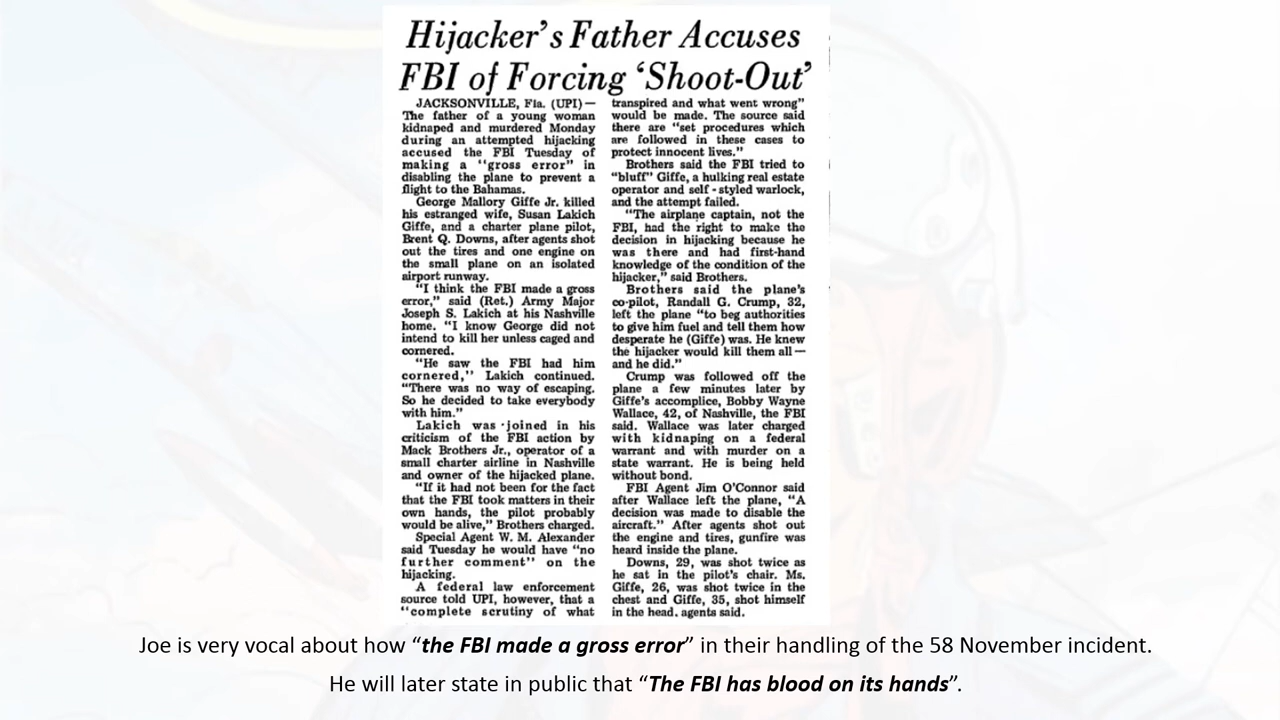 Hijacker's Father Accuses
FBI of Forcing 'Shoot-Out'
JACKSONVILLE, Fla. (UPI)—
The father of a young woman
kidnaped and murdered Monday
during an attempted hijacking
accused the FBI Tuesday of
making a "gross error" in
disabling the plane to prevent a
flight to the Bahamas.
George Mallory Giffe Jr. killed
his estranged wife, Susan Lakich
Giffe, and a charter plane pilot,
Brent Q. Downs, after agents shot
out the tires and one engine on
the small plane on an isolated
airport runway.
"I think the FBI made a gross
error," said (Ret.) Army Major
Joseph S. Lakich at his Nashville
home. "I know George did not
intend to kill her unless caged and
cornered.
"He saw the FBI had him
cornered," Lakich continued.
"There was no way of escaping.
So he decided to take everybody
with him."
Lakich was joined in his
criticism of the FBI action by
Mack Brothers Jr., operator of a
small charter airline in Nashville
and owner of the hijacked plane.
"If it had not been for the fact
that the FBI took matters in their
own hands, the pilot probably
would be alive," Brothers charged.
Special Agent W. M. Alexander
said Tuesday he would have "no
further comment" on the
hijacking.
A federal law enforcement
source told UPI, however, that a
"complete scrutiny of what
transpired and what went wrong"
would be made. The source said
there are "set procedures which
are followed in these cases to
protect innocent lives."
Brothers said the FBI tried to
"bluff" Giffe, a hulking real estate
operator and self-styled warlock,
and the attempt failed.
"The airplane captain, not the
FBI, had the right to make the
decision in hijacking because he
was there and had first-hand
knowledge of the condition of the
hijacker," said Brothers.
Brothers said the plane's
co-pilot, Randall G. Crump, 32,
left the plane "to beg authorities
to give him fuel and tell them how
desperate he (Giffe) was. He knew
the hijacker would kill them all —
and he did."
Crump was followed off the
plane a few minutes later by
Giffe's accomplice, Bobby Wayne
Wallace, 42, of Nashville, the FBI
said. Wallace was later charged
with kidnaping on a federal
warrant and with murder on a
state warrant. He is being held
without bond.
FBI Agent Jim O'Connor said
after Wallace left the plane, "A
decision was made to disable the
aircraft." After agents shot out
the engine and tires, gunfire was
heard inside the plane.
Downs, 29, was shot twice as
he sat in the pilot's chair. Ms.
Giffe, 26, was shot twice in the
chest and Giffe, 35, shot himself
in the head. agents said.
Joe is very vocal about how "the FBI made a gross error" in their handling of the 58 November incident.
He will later state in public that "The FBI has blood on its hands".